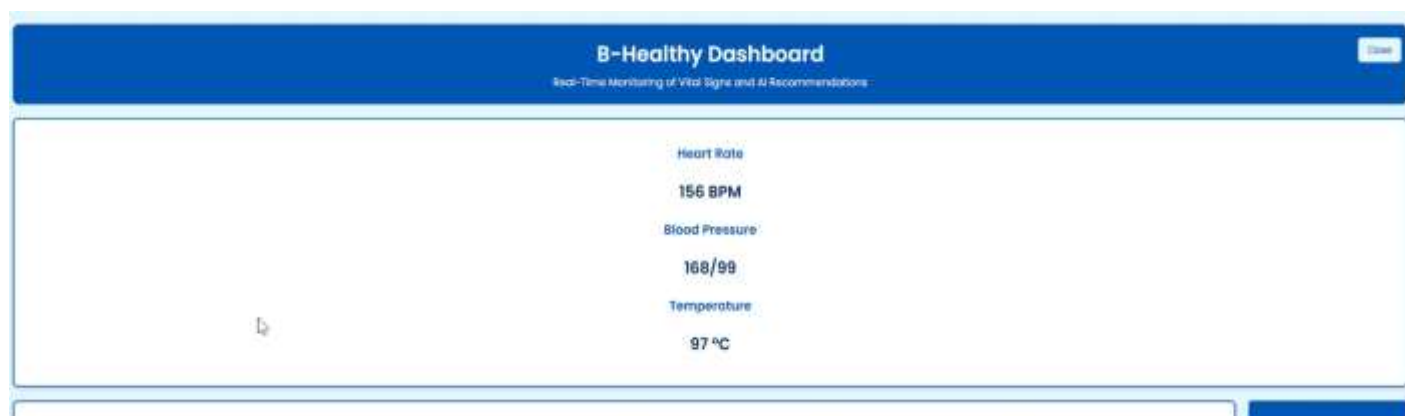 B-Healthy Dashboard
Close
Real-Time Monitoring of Vital Signs and AI Recommendations
Heart Rate
156 BPM
Blood Pressure
168/99
Temperature
97 °C